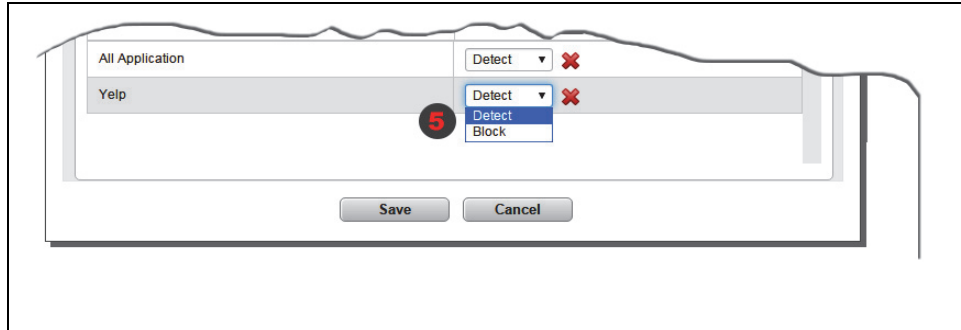 All Application Detect
Yelp Detect
5 Detect
Block
Save Cancel